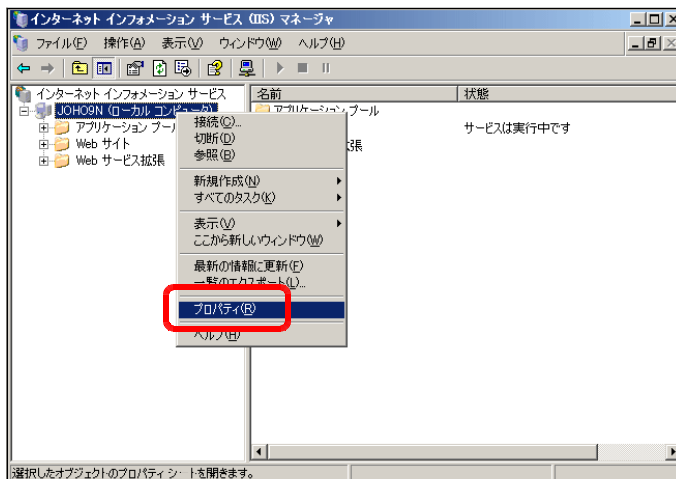 インターネット インフォメーション サービス (IIS) マネージャ
ファイル(F) 操作(A) 表示(V) ウィンドウ(W) ヘルプ(H)
インターネット インフォメーション サービス
JOHO9N (ローカル コンピュータ)
アプリケーション プー
Web サイト
Web サービス拡張
名前 状態
アプリケーション プール
サービスは実行中です
張
接続(C)...
切断(D)
参照(B)
新規作成(N)
すべてのタスク(K)
表示(V)
ここから新しいウィンドウ(W)
最新の情報に更新(F)
一覧のエクスポート(L)...
プロパティ(R)
ヘルプ(H)
選択したオブジェクトのプロパティ シートを開きます。